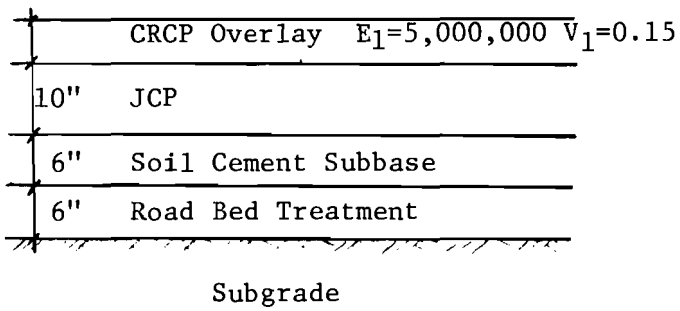 CRCP Overlay E1=5,000,000 V1=0.15
10" JCP
6" Soil Cement Subbase
6" Road Bed Treatment
Subgrade